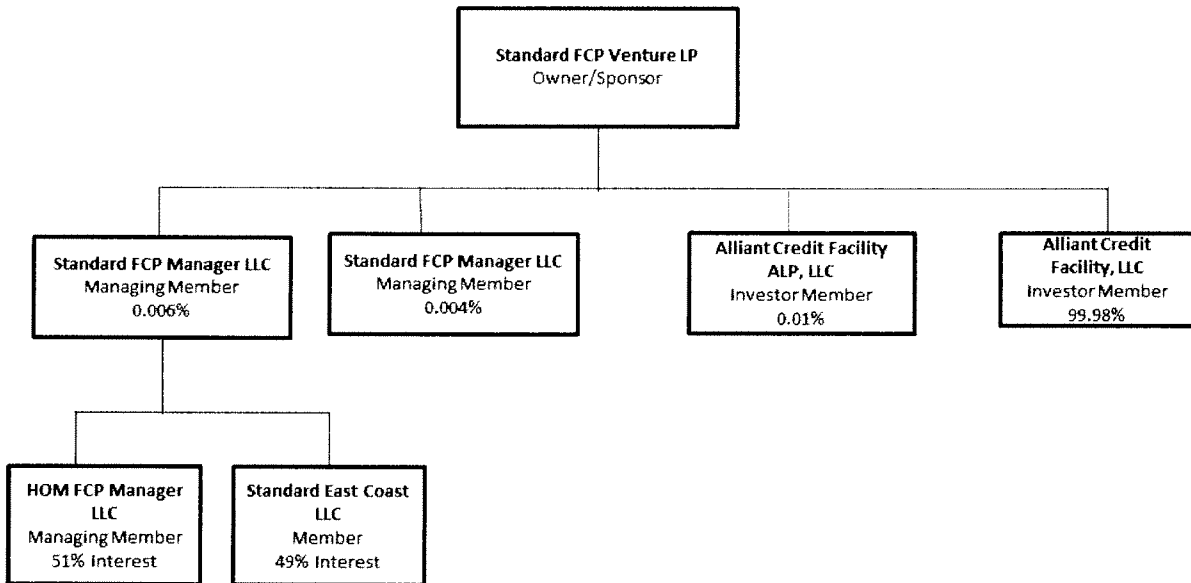 Standard FCP Venture LP
Owner/Sponsor
Standard FCP Manager LLC
Managing Member
0.006%
Standard FCP Manager LLC
Managing Member
0.004%
Alliant Credit Facility
ALP, LLC
Investor Member
0.01%
Alliant Credit
Facility, LLC
Investor Member
99.98%
HOM FCP Manager
LLC
Managing Member
51% Interest
Standard East Coast
LLC
Member
49% Interest